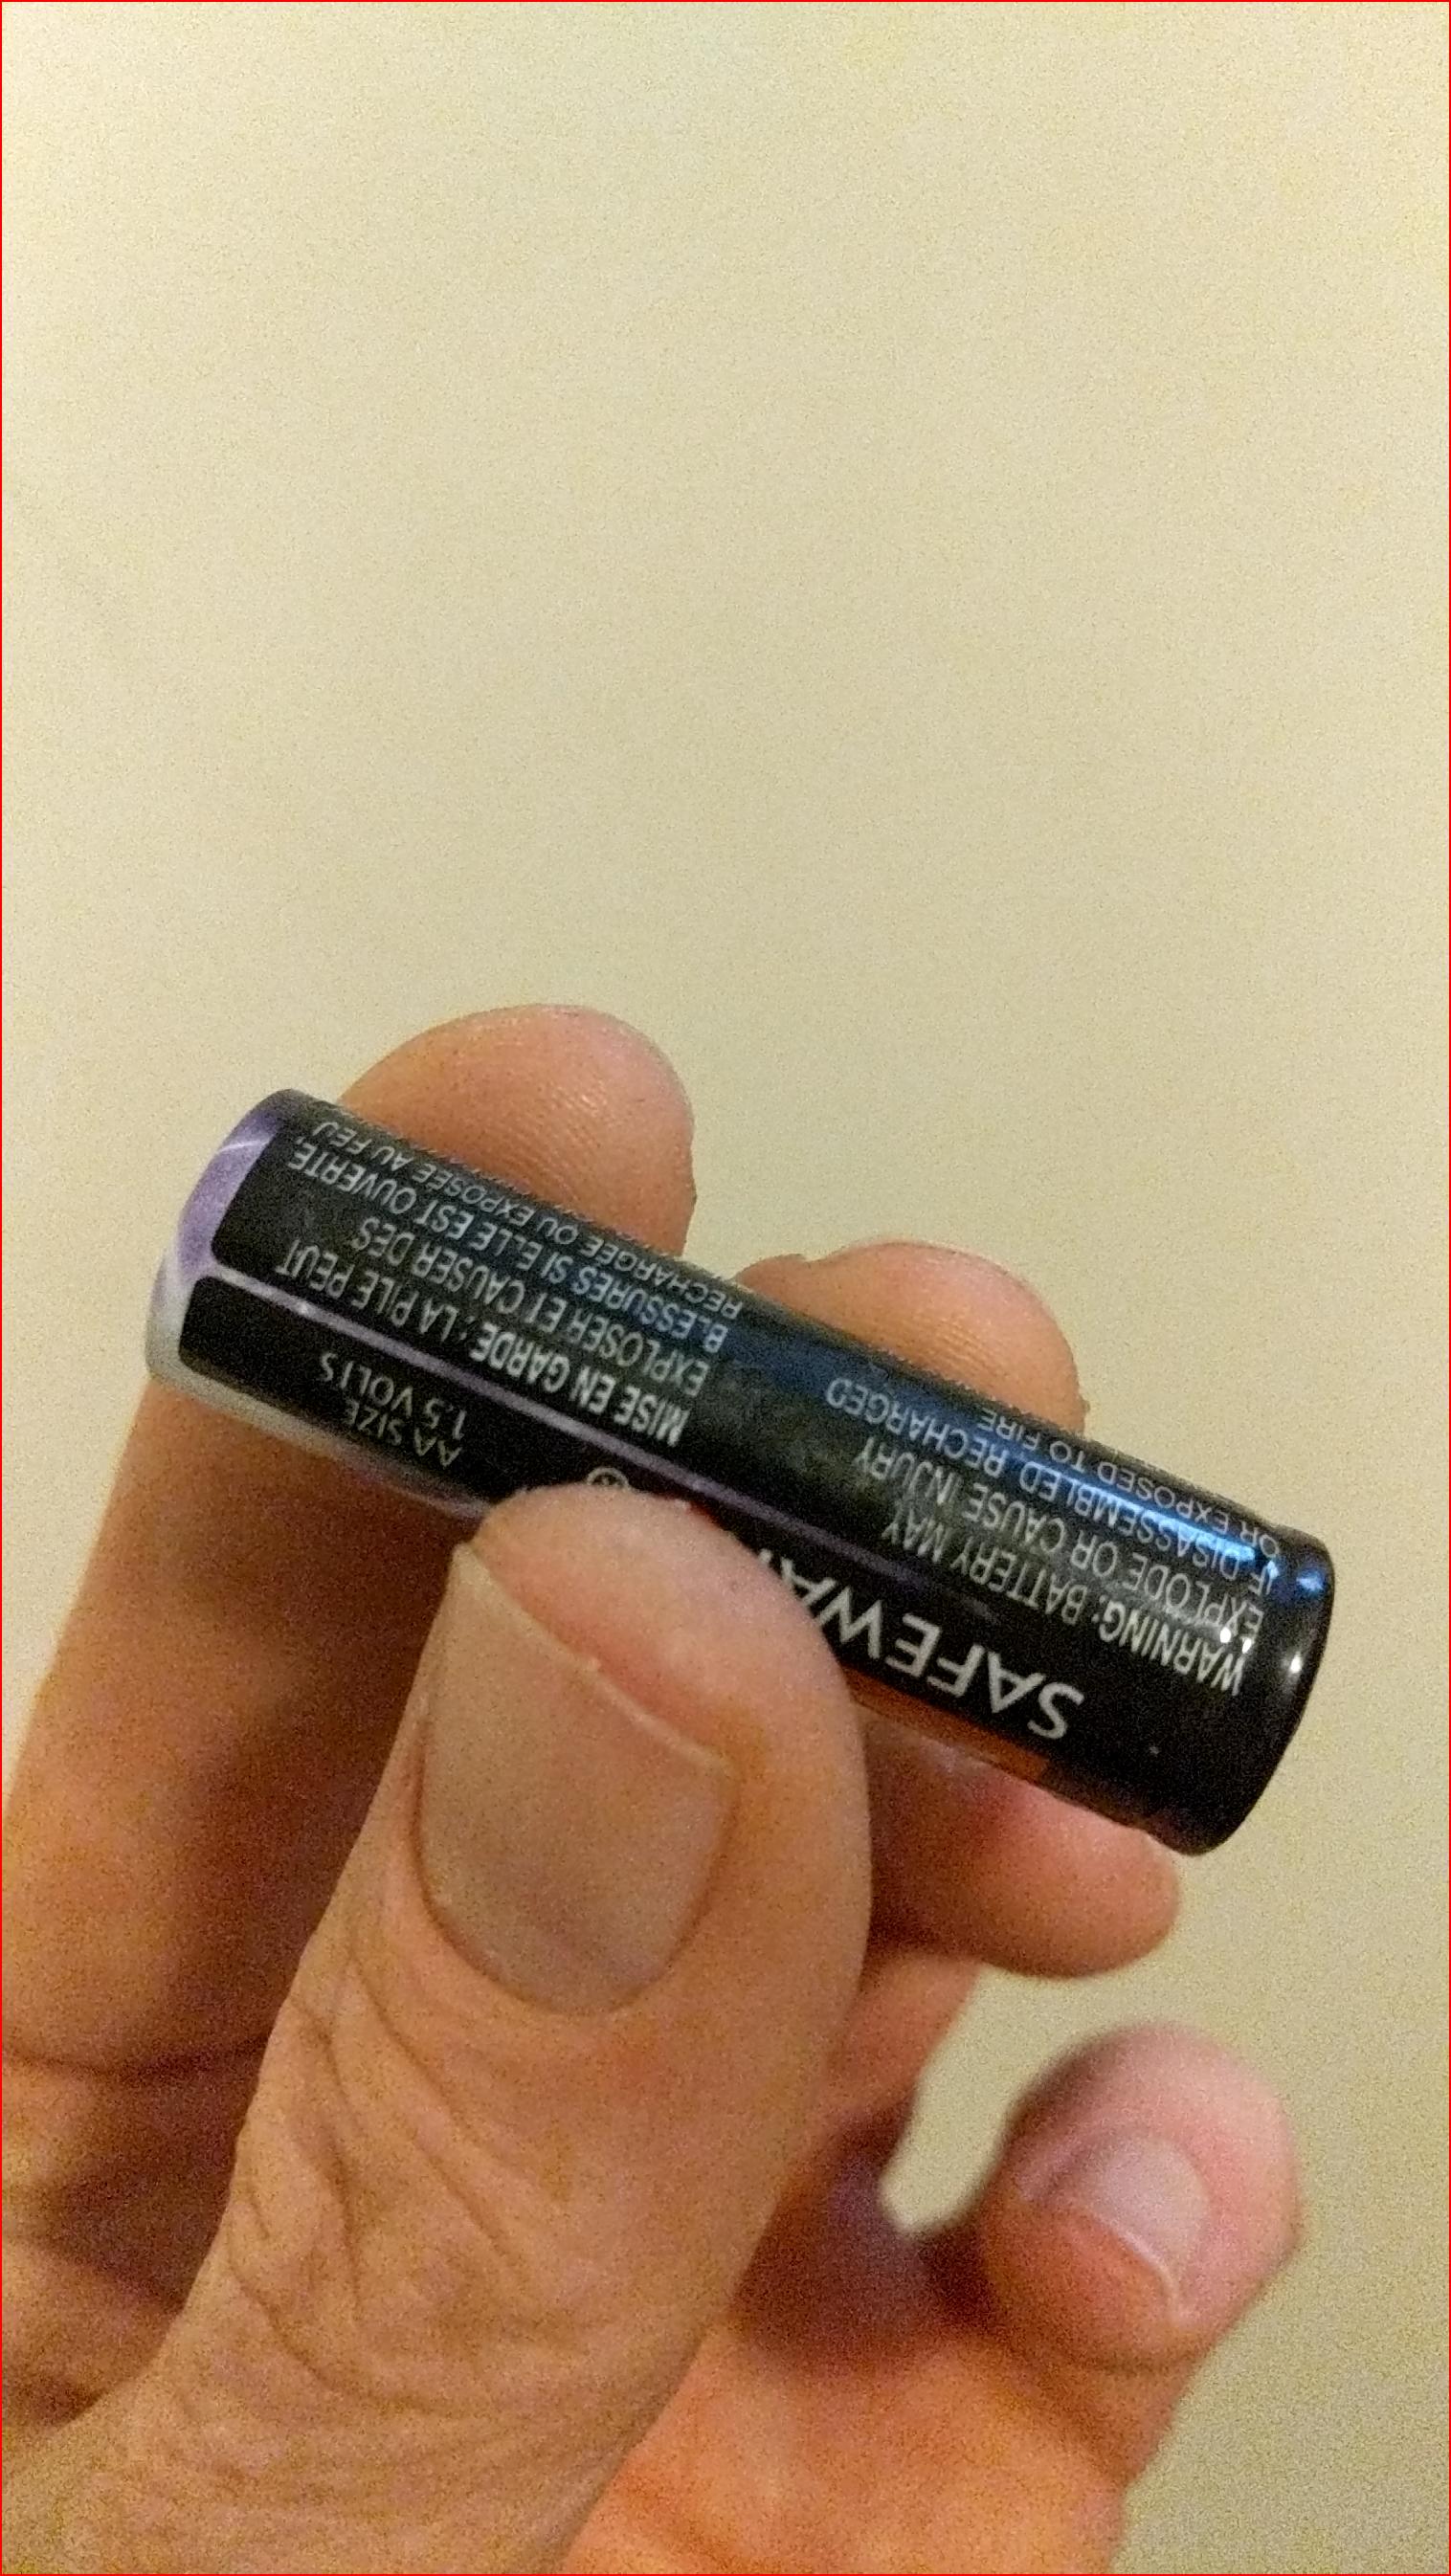 SAFEWA
®
AA SIZE
1.5 VOLTS
WARNING: BATTERY MAY
EXPLODE OR CAUSE INJURY
IF DISASSEMBLED, RECHARGED
OR EXPOSED TO FIRE
MISE EN GARDE : LA PILE PEUT
EXPLOSER ET CAUSER DES
BLESSURES SI ELLE EST OUVERTE,
RECHARGÉE OU EXPOSÉE AU FEU